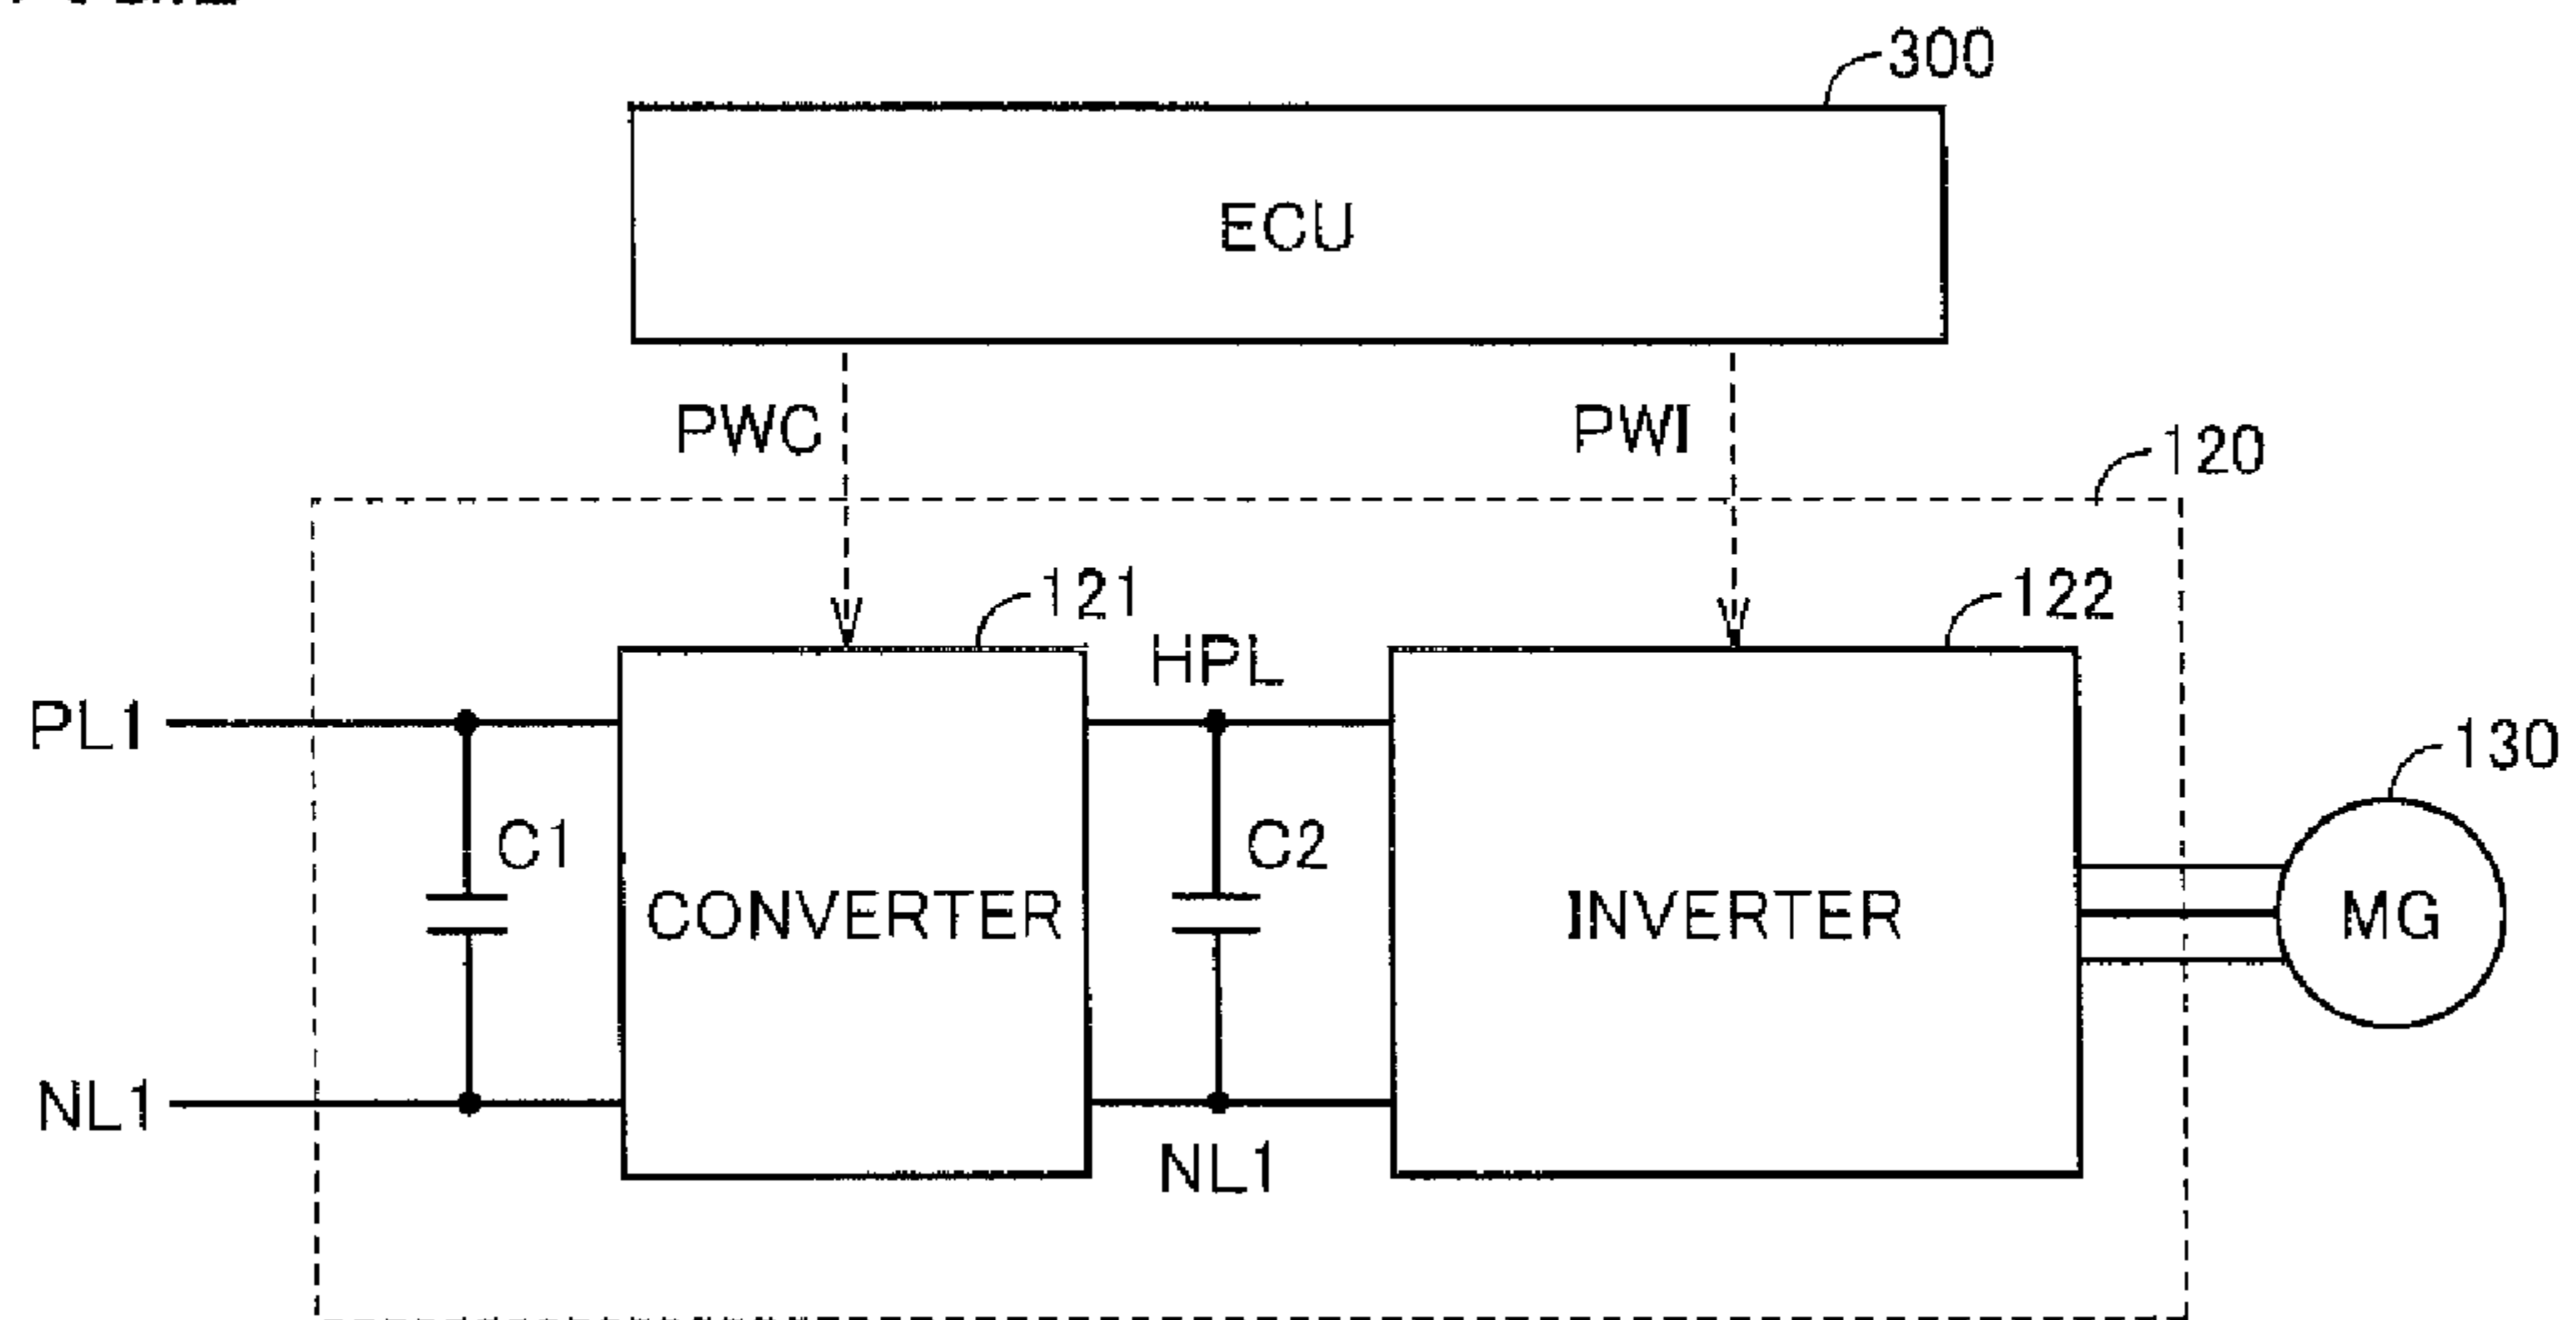 300
ECU
PWC
PWI
120
121
122
HPL
PL1
130
C1
C2
CONVERTER
INVERTER
MG
NL1
NL1